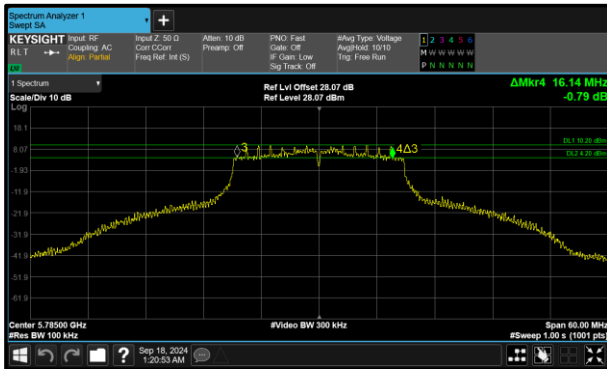 Spectrum Analyzer 1
Swept SA
+
KEYSIGHT Input: RF Input Z: 50 Ω Atten: 10 dB PNO: Fast #Avg Type: Voltage 1 2 3 4 5 6
RLT Coupling: AC Corr CCorr Preamp: Off Gate: Off Avg|Hold: 10/10 M W W W W W
Align: Partial Freq Ref: Int (S) IF Gain: Low Trig: Free Run
Sig Track: Off P N N N N N
1 Spectrum Ref Lvl Offset 28.07 dB ΔMkr4 16.14 MHz
Scale/Div 10 dB Ref Level 28.07 dBm -0.79 dB
Log
18.1
DL1 10.20 dBm
8.07 3 4Δ3
DL2 4.20 dBm
-1.93
-11.9
-21.9
-31.9
-41.9
-51.9
-61.9
Center 5.78500 GHz #Video BW 300 kHz Span 60.00 MHz
#Res BW 100 kHz #Sweep 1.00 s (1001 pts)
? Sep 18, 2024
1:20:53 AM